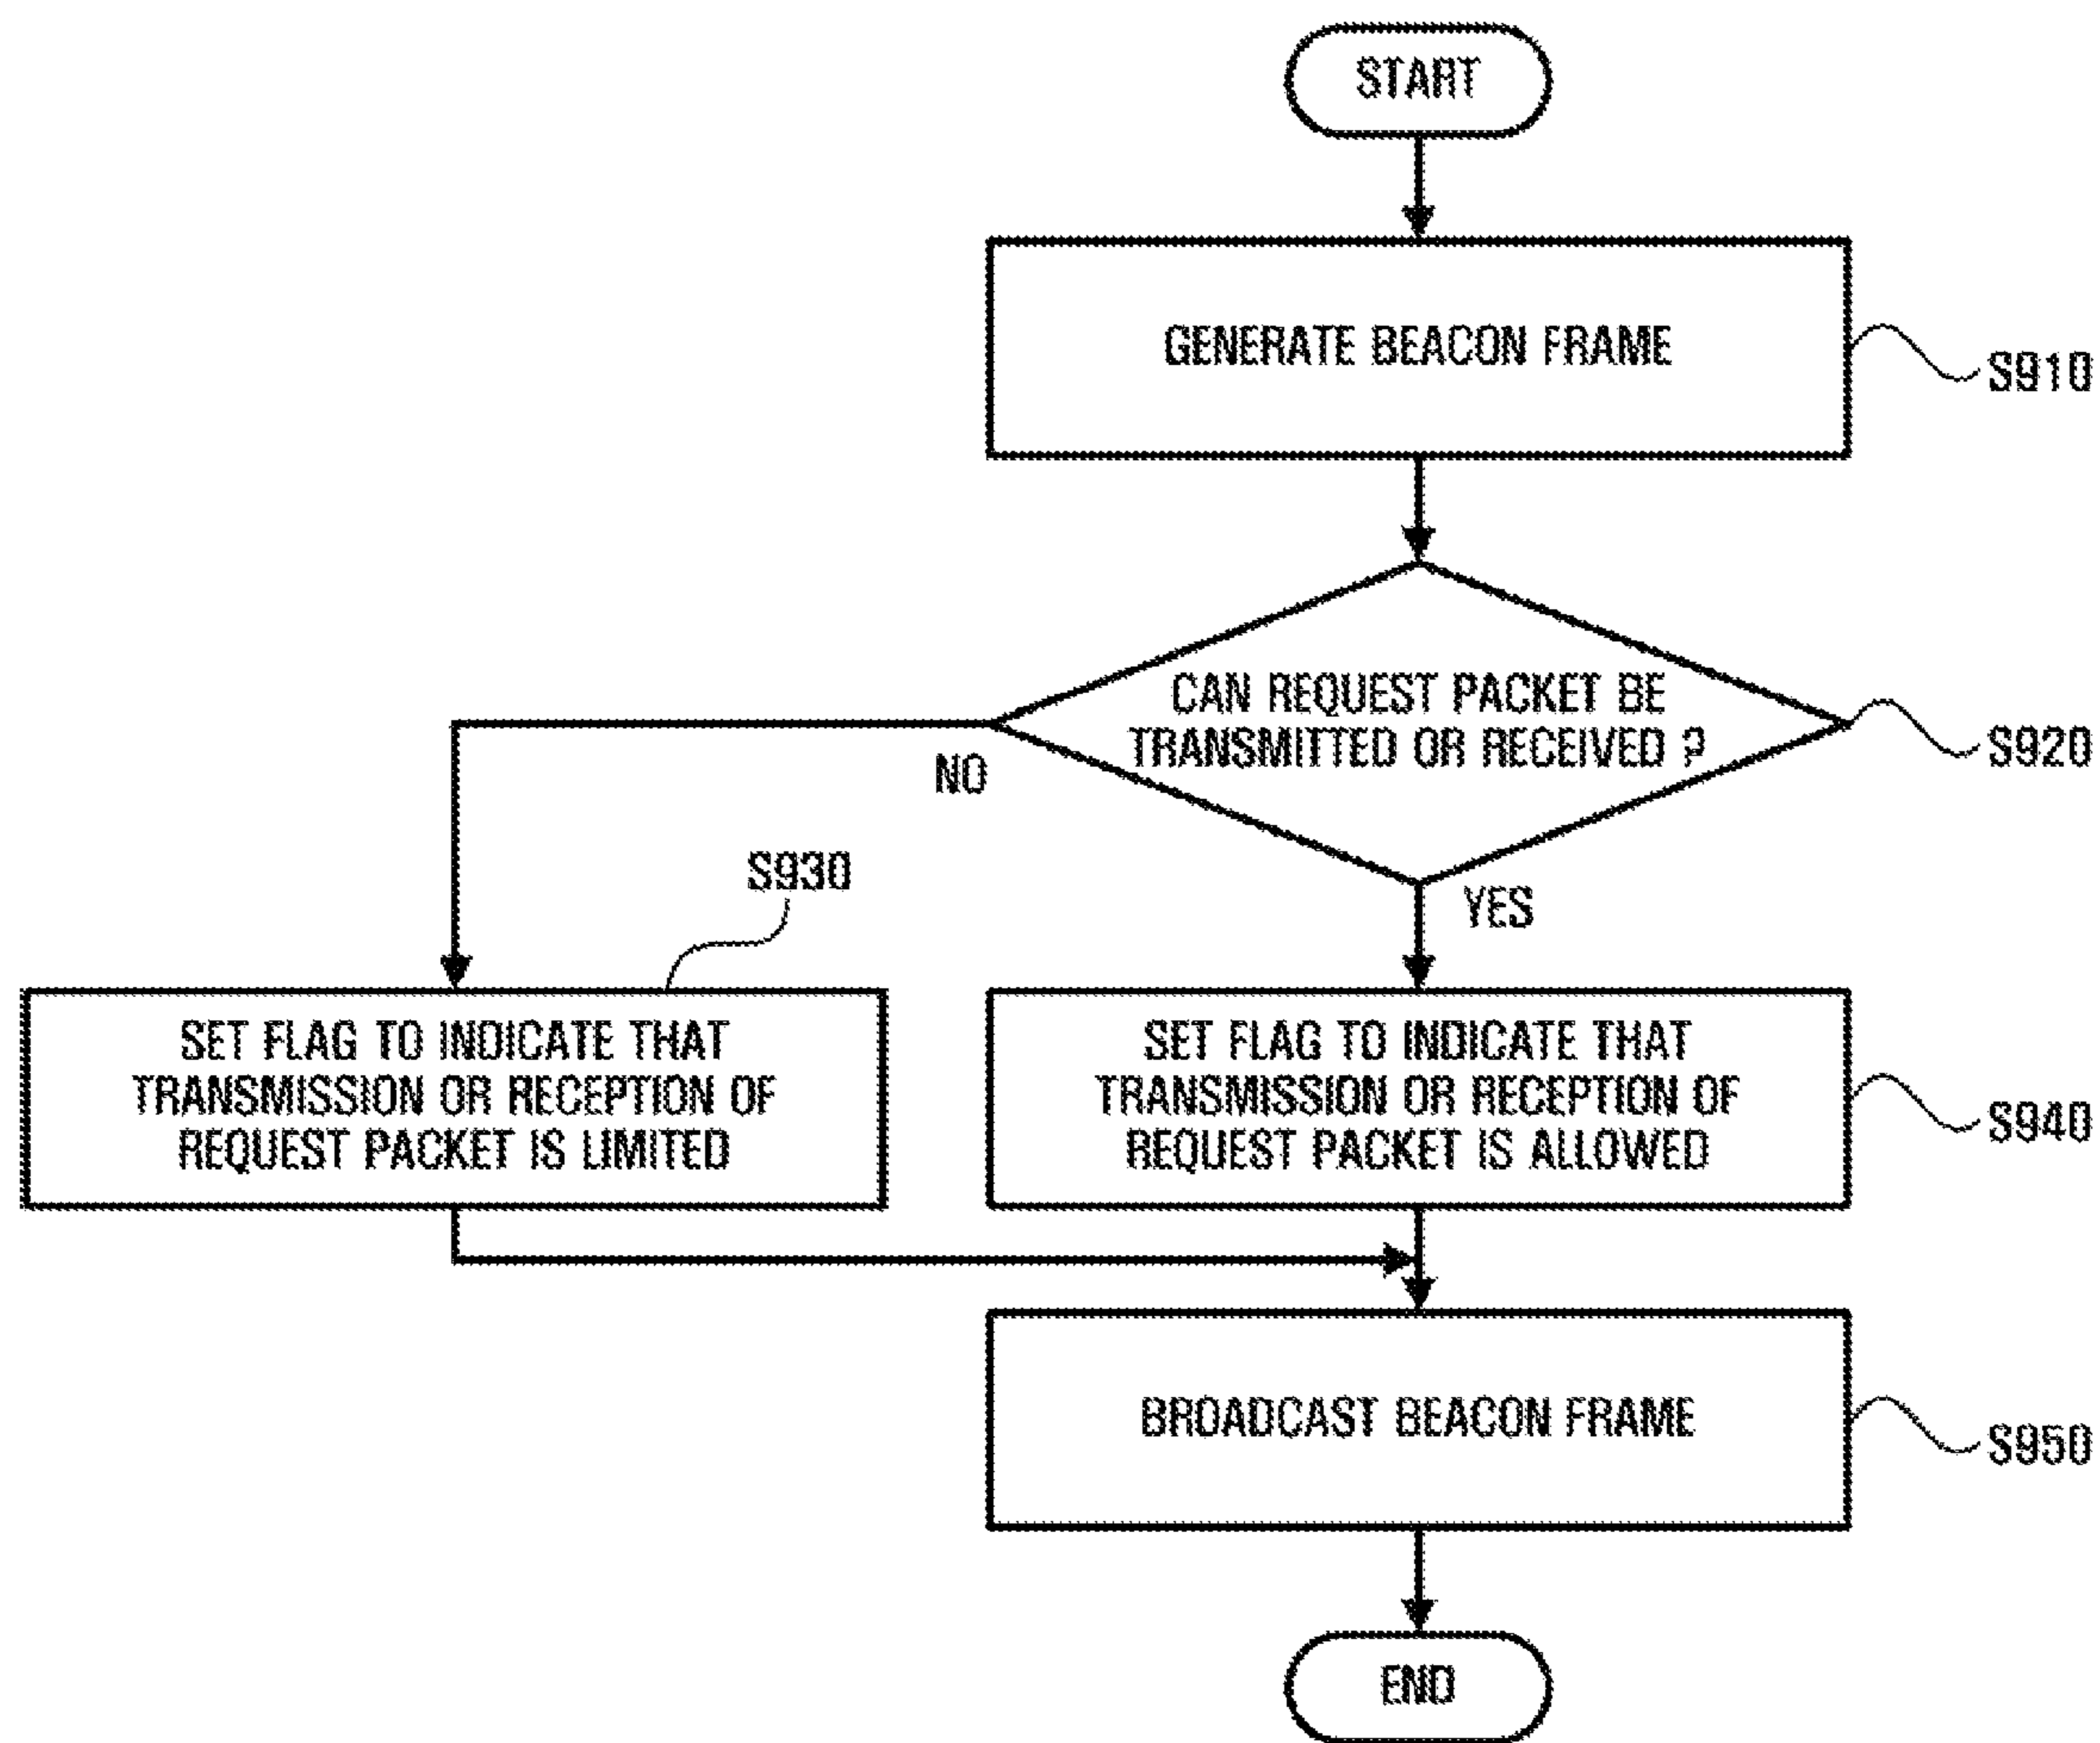 START
GENERATE BEACON FRAME
S910
CAN REQUEST PACKET BE
TRANSMITTED OR RECEIVED ?
S920
NO
YES
S930
SET FLAG TO INDICATE THAT
TRANSMISSION OR RECEPTION OF
REQUEST PACKET IS LIMITED
SET FLAG TO INDICATE THAT
TRANSMISSION OR RECEPTION OF
REQUEST PACKET IS ALLOWED
S940
BROADCAST BEACON FRAME
S950
END